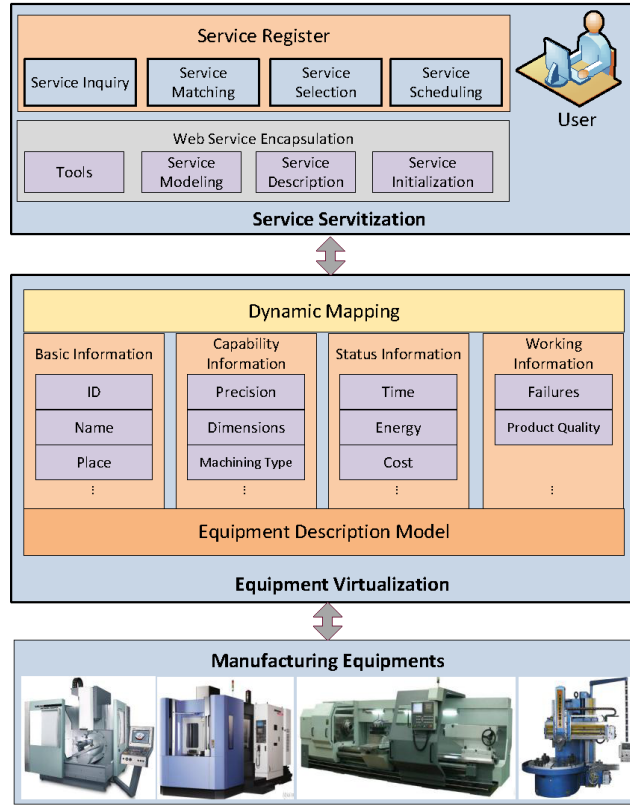 Service Register
Service Inquiry
Service
Matching
Service
Selection
Service
Scheduling
User
Web Service Encapsulation
Tools
Service
Modeling
Service
Description
Service
Initialization
Service Servitization
Dynamic Mapping
Basic Information
ID
Name
Place
⋮
Capability
Information
Precision
Dimensions
Machining Type
⋮
Status Information
Time
Energy
Cost
⋮
Working
Information
Failures
Product Quality
⋮
Equipment Description Model
Equipment Virtualization
Manufacturing Equipments